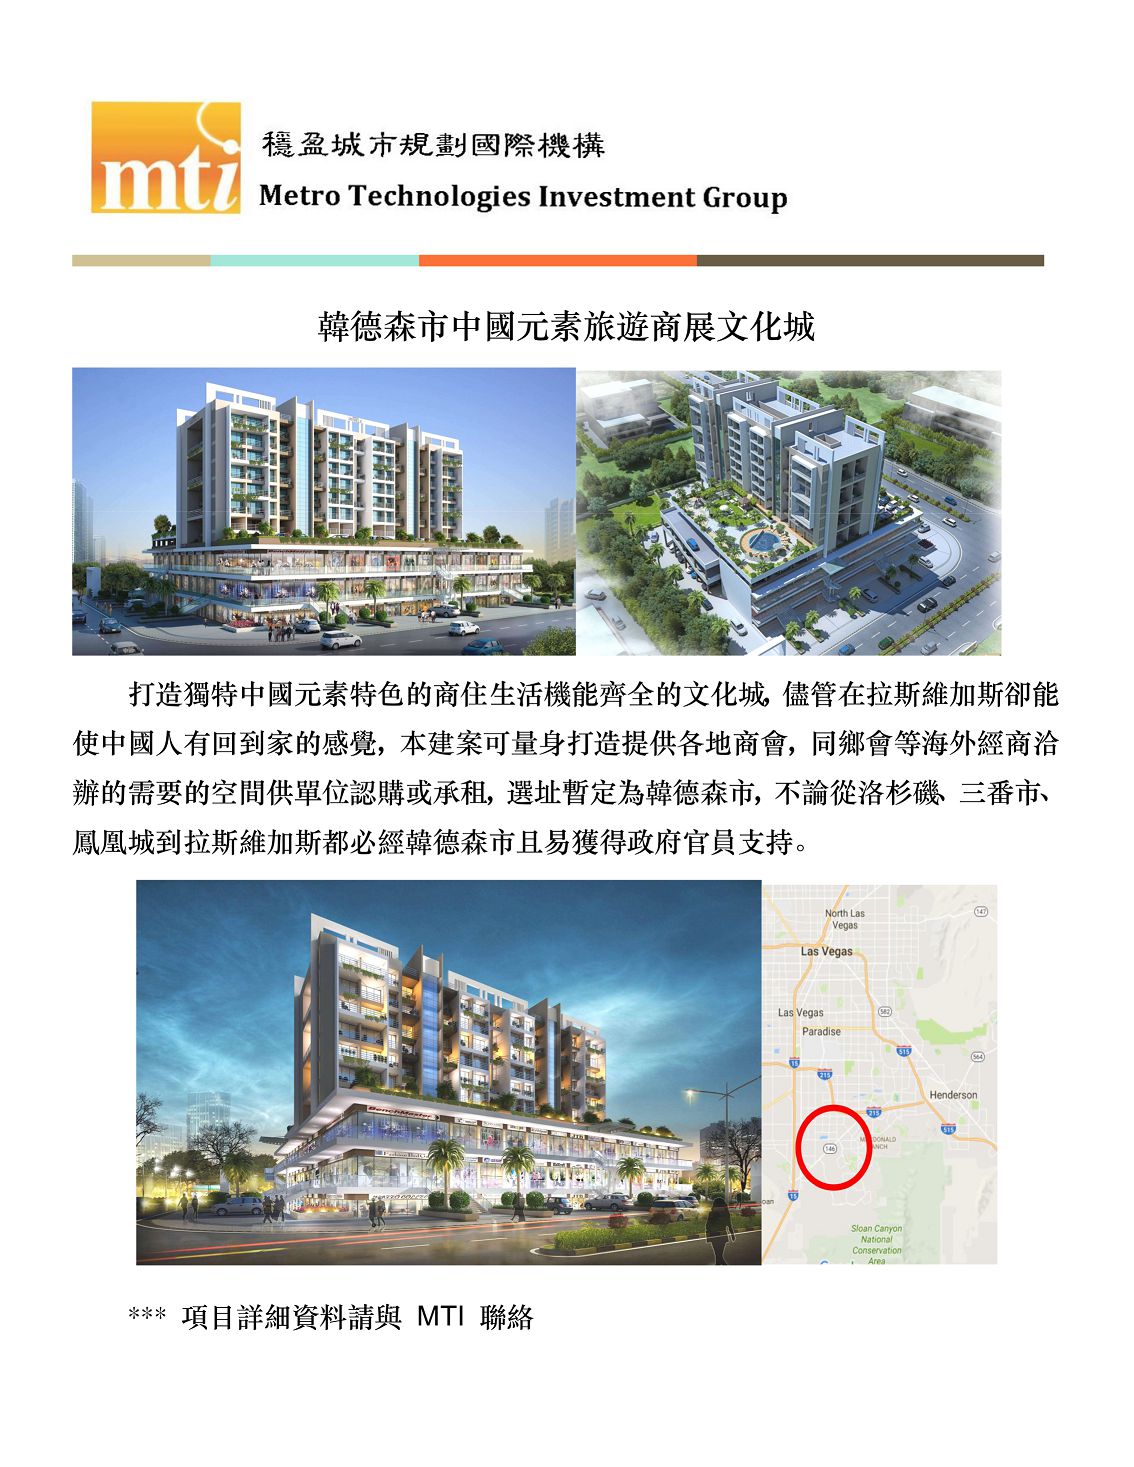 mti
穩盈城市規劃國際機構
Metro Technologies Investment Group
韓德森市中國元素旅遊商展文化城
打造獨特中國元素特色的商住生活機能齊全的文化城，儘管在拉斯維加斯卻能
使中國人有回到家的感覺，本建案可量身打造提供各地商會，同鄉會等海外經商洽
辦的需要的空間供單位認購或承租，選址暫定為韓德森市，不論從洛杉磯、三番市、
鳳凰城到拉斯維加斯都必經韓德森市且易獲得政府官員支持。
BenchMaster
North Las
Vegas
147
Las Vegas
Las Vegas
582
Paradise
515
564
15
215
Henderson
215
515
146
15
Sloan Canyon
National
Conservation
Area
*** 項目詳細資料請與 MTI 聯絡